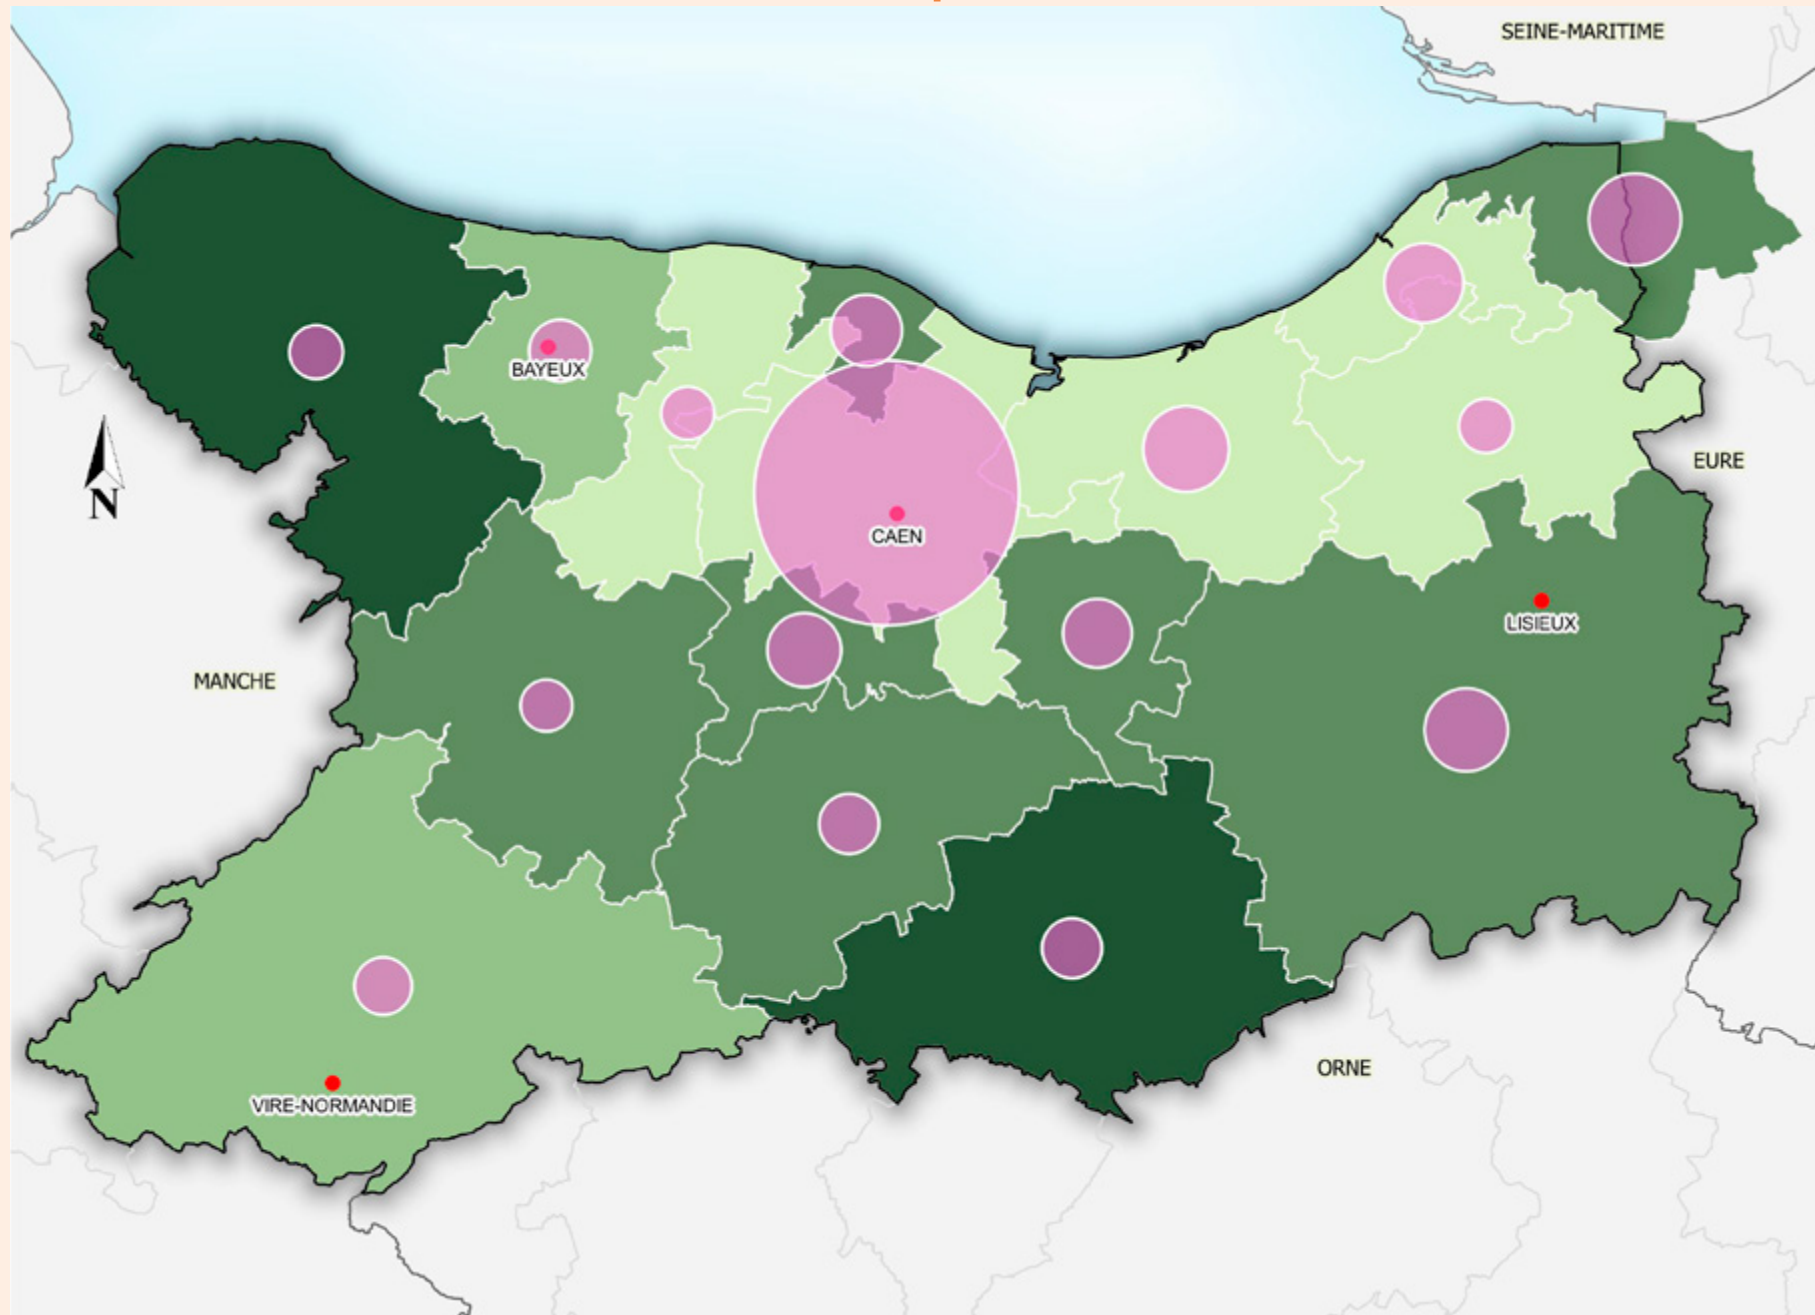 SEINE-MARITIME
BAYEUX
EURE
N
CAEN
LISIEUX
MANCHE
ORNE
VIRE-NORMANDIE